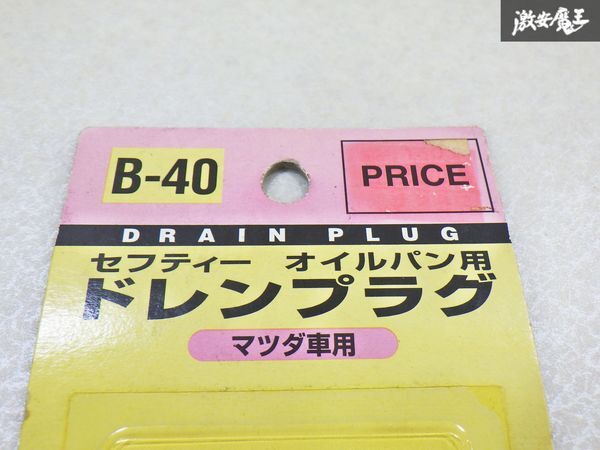 激安魔王
B-40
PRICE
DRAIN PLUG
セフティー オイルパン用
ドレンプラグ
マツダ車用